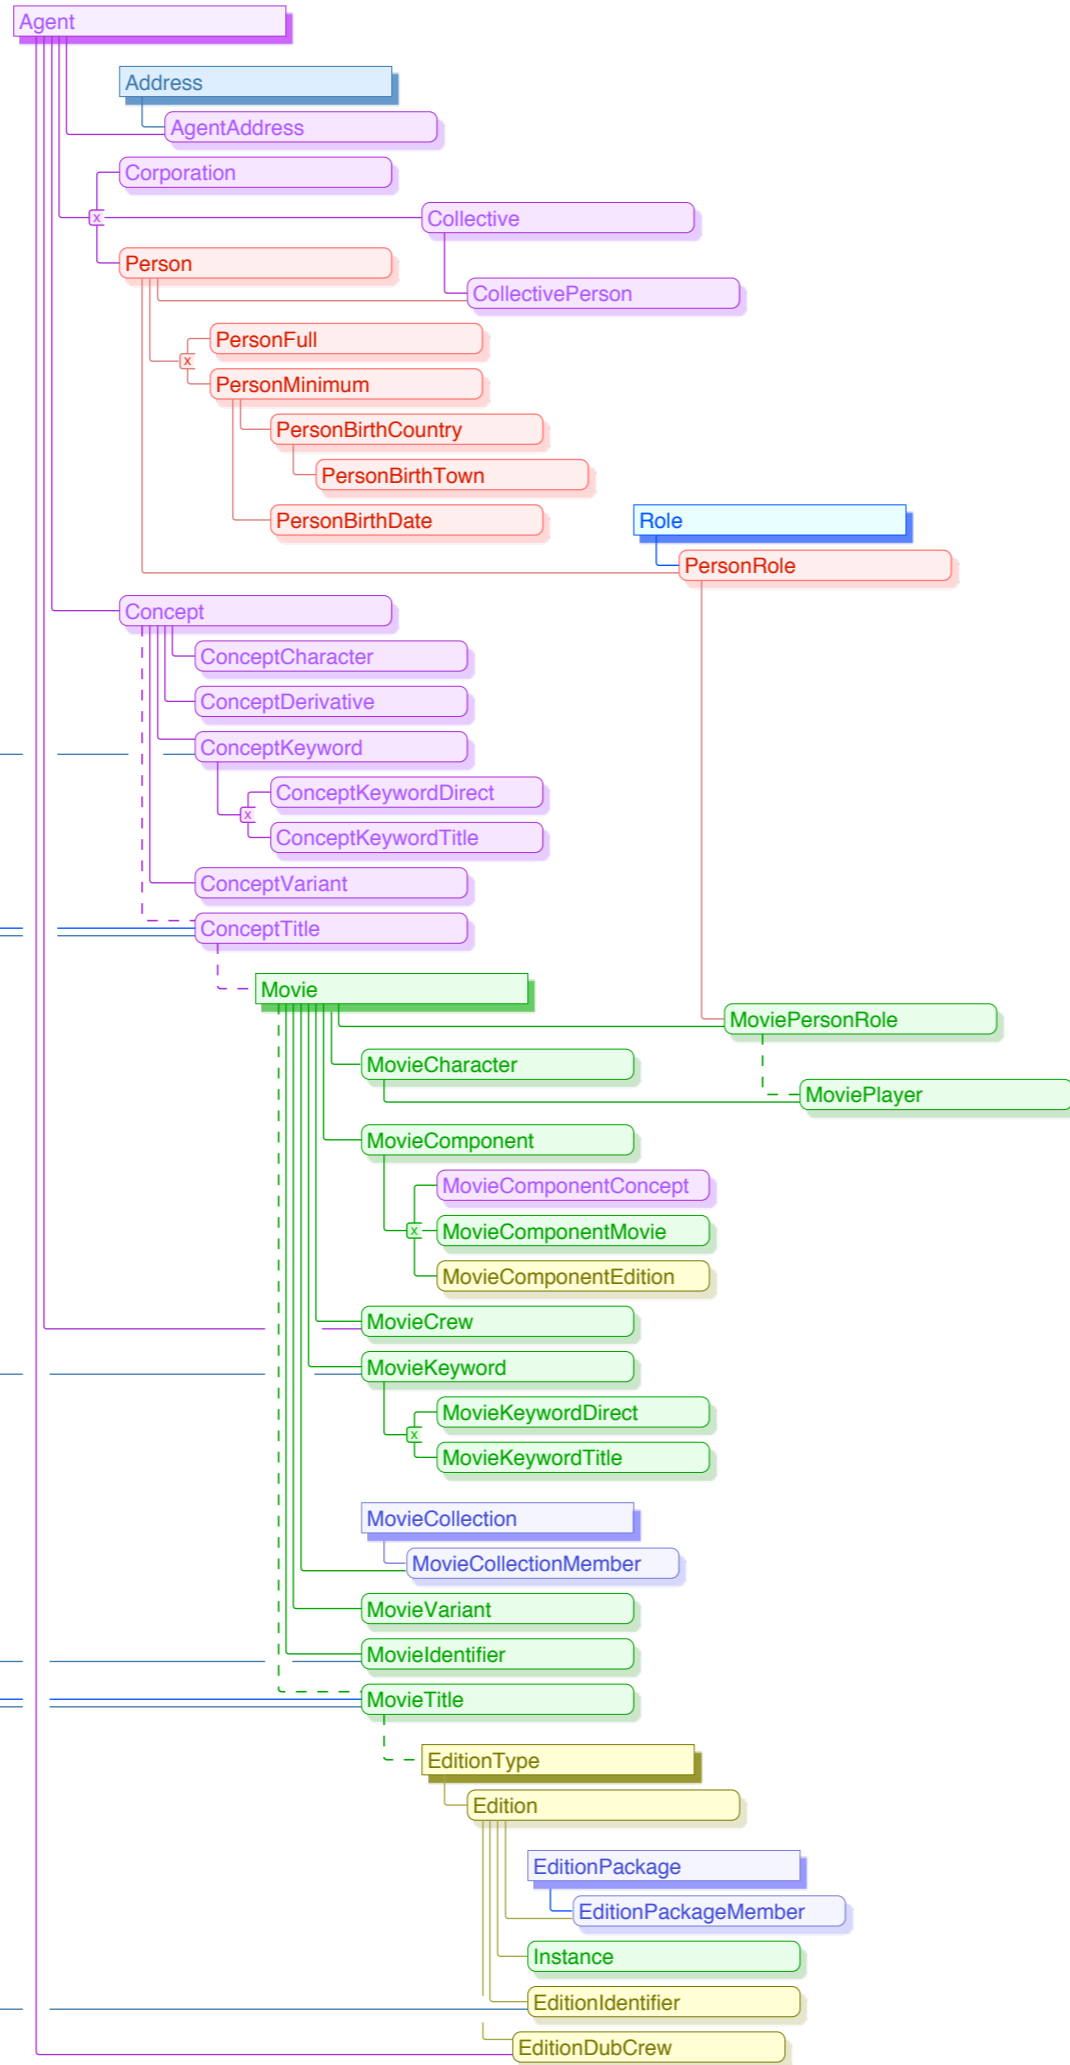 Agent
Address
AgentAddress
Corporation
x
Collective
Person
CollectivePerson
PersonFull
x
PersonMinimum
PersonBirthCountry
PersonBirthTown
PersonBirthDate
Role
PersonRole
Concept
ConceptCharacter
ConceptDerivative
ConceptKeyword
ConceptKeywordDirect
x
ConceptKeywordTitle
ConceptVariant
ConceptTitle
Movie
MoviePersonRole
MovieCharacter
MoviePlayer
MovieComponent
MovieComponentConcept
x
MovieComponentMovie
MovieComponentEdition
MovieCrew
MovieKeyword
MovieKeywordDirect
x
MovieKeywordTitle
MovieCollection
MovieCollectionMember
MovieVariant
MovieIdentifier
MovieTitle
EditionType
Edition
EditionPackage
EditionPackageMember
Instance
EditionIdentifier
EditionDubCrew